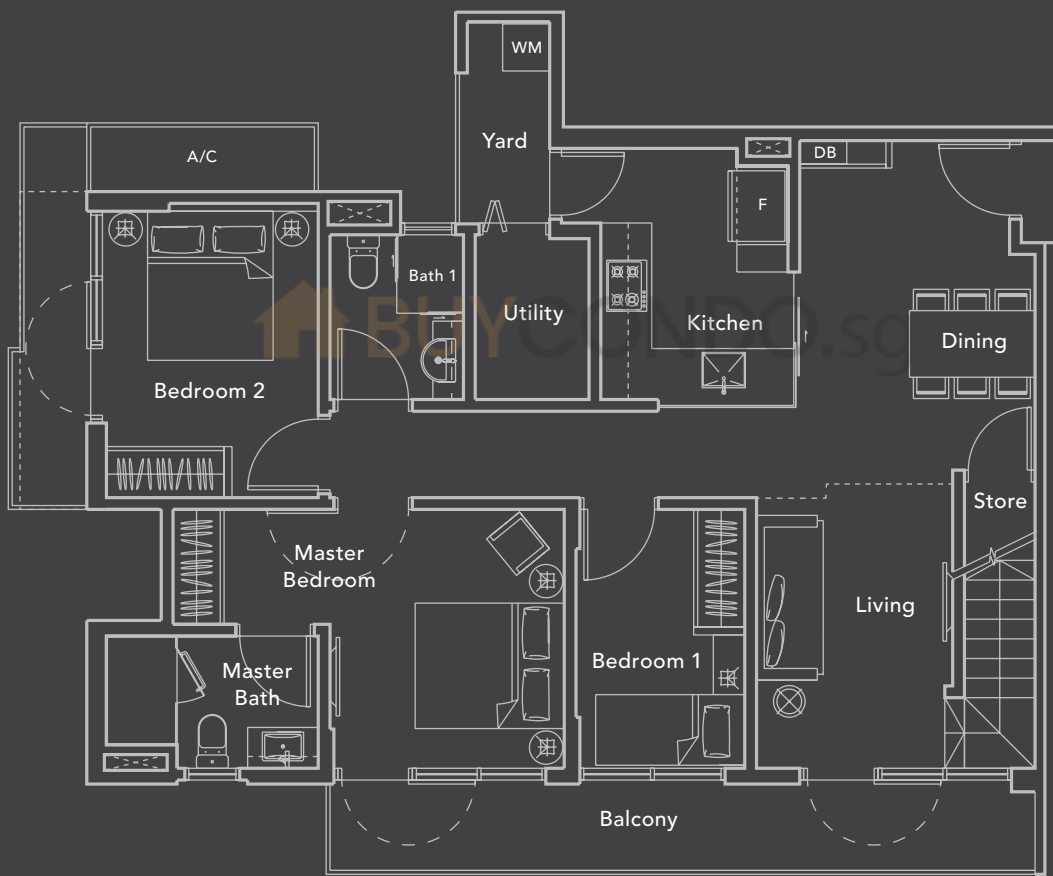 WM
Yard
A/C
DB
F
Bath 1
Utility
Kitchen
Dining
BUYCONDO.sg
Bedroom 2
Store
Master
Bedroom
Living
Bedroom 1
Master
Bath
Balcony